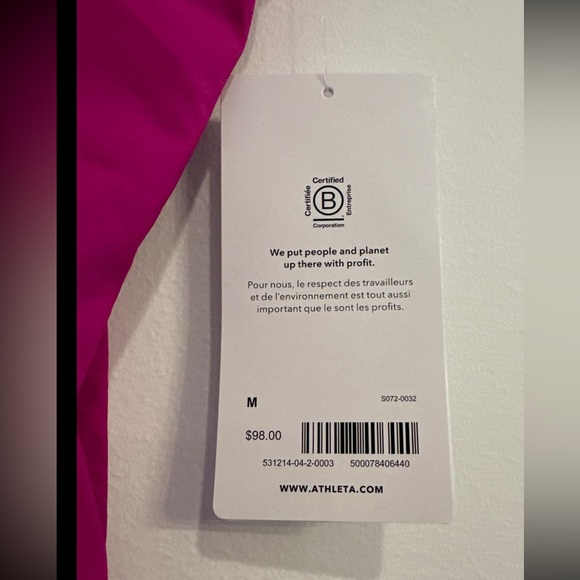 Certified
Certifiée
B
Entreprise
Corporation
We put people and planet
up there with profit.
Pour nous, le respect des travailleurs
et de l'environnement est tout aussi
important que le sont les profits.
M
S072-0032
$98.00
531214-04-2-0003 500078406440
WWW.ATHLETA.COM